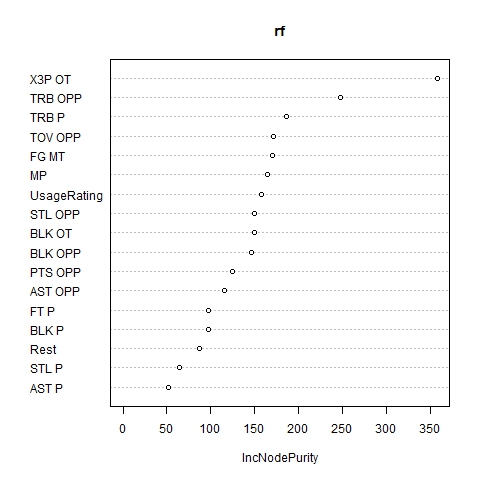 rf
X3P OT
TRB OPP
TRB P
TOV OPP
FG MT
MP
UsageRating
STL OPP
BLK OT
BLK OPP
PTS OPP
AST OPP
FT P
BLK P
Rest
STL P
AST P
0 50 100 150 200 250 300 350
IncNodePurity